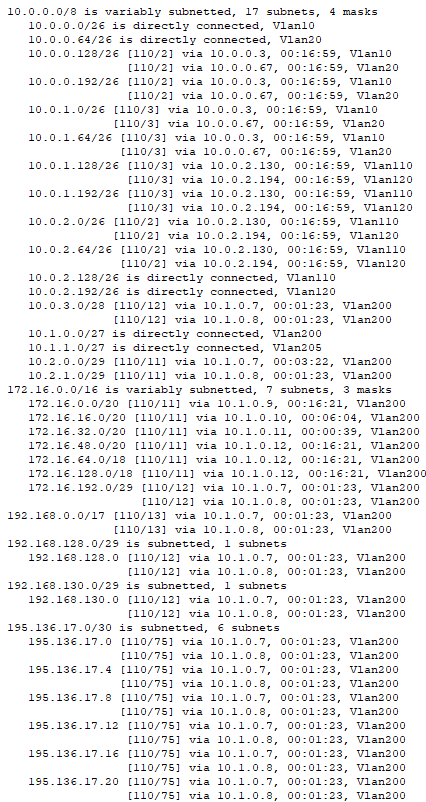 10.0.0.0/8 is variably subnetted, 17 subnets, 4 masks
10.0.0.0/26 is directly connected, Vlan10
10.0.0.64/26 is directly connected, Vlan20
10.0.0.128/26 [110/2] via 10.0.0.3, 00:16:59, Vlan10
[110/2] via 10.0.0.67, 00:16:59, Vlan20
10.0.0.192/26 [110/2] via 10.0.0.3, 00:16:59, Vlan10
[110/2] via 10.0.0.67, 00:16:59, Vlan20
10.0.1.0/26 [110/3] via 10.0.0.3, 00:16:59, Vlan10
[110/3] via 10.0.0.67, 00:16:59, Vlan20
10.0.1.64/26 [110/3] via 10.0.0.3, 00:16:59, Vlan10
[110/3] via 10.0.0.67, 00:16:59, Vlan20
10.0.1.128/26 [110/3] via 10.0.2.130, 00:16:59, Vlan110
[110/3] via 10.0.2.194, 00:16:59, Vlan120
10.0.1.192/26 [110/3] via 10.0.2.130, 00:16:59, Vlan110
[110/3] via 10.0.2.194, 00:16:59, Vlan120
10.0.2.0/26 [110/2] via 10.0.2.130, 00:16:59, Vlan110
[110/2] via 10.0.2.194, 00:16:59, Vlan120
10.0.2.64/26 [110/2] via 10.0.2.130, 00:16:59, Vlan110
[110/2] via 10.0.2.194, 00:16:59, Vlan120
10.0.2.128/26 is directly connected, Vlan110
10.0.2.192/26 is directly connected, Vlan120
10.0.3.0/28 [110/12] via 10.1.0.7, 00:01:23, Vlan200
[110/12] via 10.1.0.8, 00:01:23, Vlan200
10.1.0.0/27 is directly connected, Vlan200
10.1.1.0/27 is directly connected, Vlan205
10.2.0.0/29 [110/11] via 10.1.0.7, 00:03:22, Vlan200
10.2.1.0/29 [110/11] via 10.1.0.8, 00:01:23, Vlan200
172.16.0.0/16 is variably subnetted, 7 subnets, 3 masks
172.16.0.0/20 [110/11] via 10.1.0.9, 00:16:21, Vlan200
172.16.16.0/20 [110/11] via 10.1.0.10, 00:06:04, Vlan200
172.16.32.0/20 [110/11] via 10.1.0.11, 00:00:39, Vlan200
172.16.48.0/20 [110/11] via 10.1.0.12, 00:16:21, Vlan200
172.16.64.0/18 [110/11] via 10.1.0.12, 00:16:21, Vlan200
172.16.128.0/18 [110/11] via 10.1.0.12, 00:16:21, Vlan200
172.16.192.0/29 [110/12] via 10.1.0.7, 00:01:23, Vlan200
[110/12] via 10.1.0.8, 00:01:23, Vlan200
192.168.0.0/17 [110/13] via 10.1.0.7, 00:01:23, Vlan200
[110/13] via 10.1.0.8, 00:01:23, Vlan200
192.168.128.0/29 is subnetted, 1 subnets
192.168.128.0 [110/12] via 10.1.0.7, 00:01:23, Vlan200
[110/12] via 10.1.0.8, 00:01:23, Vlan200
192.168.130.0/29 is subnetted, 1 subnets
192.168.130.0 [110/12] via 10.1.0.7, 00:01:23, Vlan200
[110/12] via 10.1.0.8, 00:01:23, Vlan200
195.136.17.0/30 is subnetted, 6 subnets
195.136.17.0 [110/75] via 10.1.0.7, 00:01:23, Vlan200
[110/75] via 10.1.0.8, 00:01:23, Vlan200
195.136.17.4 [110/75] via 10.1.0.7, 00:01:23, Vlan200
[110/75] via 10.1.0.8, 00:01:23, Vlan200
195.136.17.8 [110/75] via 10.1.0.7, 00:01:23, Vlan200
[110/75] via 10.1.0.8, 00:01:23, Vlan200
195.136.17.12 [110/75] via 10.1.0.7, 00:01:23, Vlan200
[110/75] via 10.1.0.8, 00:01:23, Vlan200
195.136.17.16 [110/75] via 10.1.0.7, 00:01:23, Vlan200
[110/75] via 10.1.0.8, 00:01:23, Vlan200
195.136.17.20 [110/75] via 10.1.0.7, 00:01:23, Vlan200
[110/75] via 10.1.0.8, 00:01:23, Vlan200